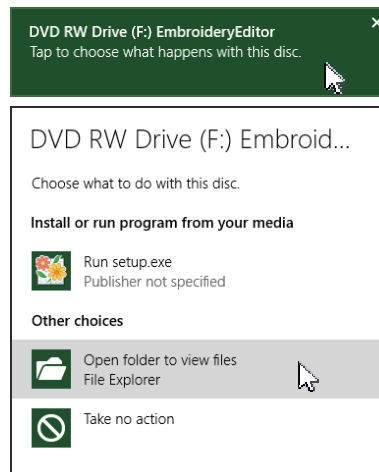 DVD RW Drive (F:) EmbroideryEditor
Tap to choose what happens with this disc.
DVD RW Drive (F:) Embroid...
Choose what to do with this disc.
Install or run program from your media
Run setup.exe
Publisher not specified
Other choices
Open folder to view files
File Explorer
Take no action